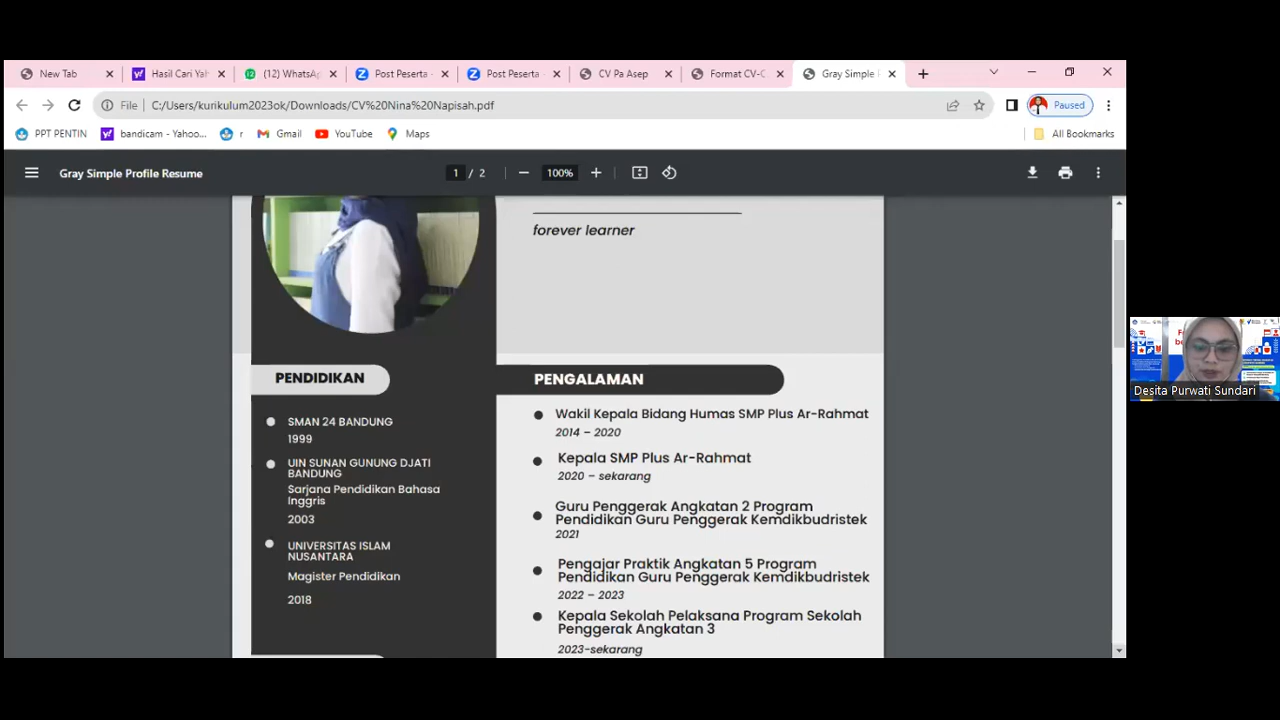 New Tab
Hasil Cari Yah
(12) WhatsAp
Post Peserta -
Post Peserta -
CV Pa Asep
Format CV-C
Gray Simple
Paused
File
C:/Users/kurikulum2023ok/Downloads/CV%20Nina%20Napisah.pdf
PPT PENTIN
bandicam - Yahoo...
r
Gmail
YouTube
Maps
All Bookmarks
Gray Simple Profile Resume
1 / 2
100%
forever learner
PENDIDIKAN
SMAN 24 BANDUNG
1999
UIN SUNAN GUNUNG DJATI
BANDUNG
Sarjana Pendidikan Bahasa
Inggris
2003
UNIVERSITAS ISLAM
NUSANTARA
Magister Pendidikan
2018
PENGALAMAN
Wakil Kepala Bidang Humas SMP Plus Ar-Rahmat
2014 – 2020
Kepala SMP Plus Ar-Rahmat
2020 – sekarang
Guru Penggerak Angkatan 2 Program
Pendidikan Guru Penggerak Kemdikbudristek
2021
Pengajar Praktik Angkatan 5 Program
Pendidikan Guru Penggerak Kemdikbudristek
2022 – 2023
Kepala Sekolah Pelaksana Program Sekolah
Penggerak Angkatan 3
2023-sekarang
Desita Purwati Sundari